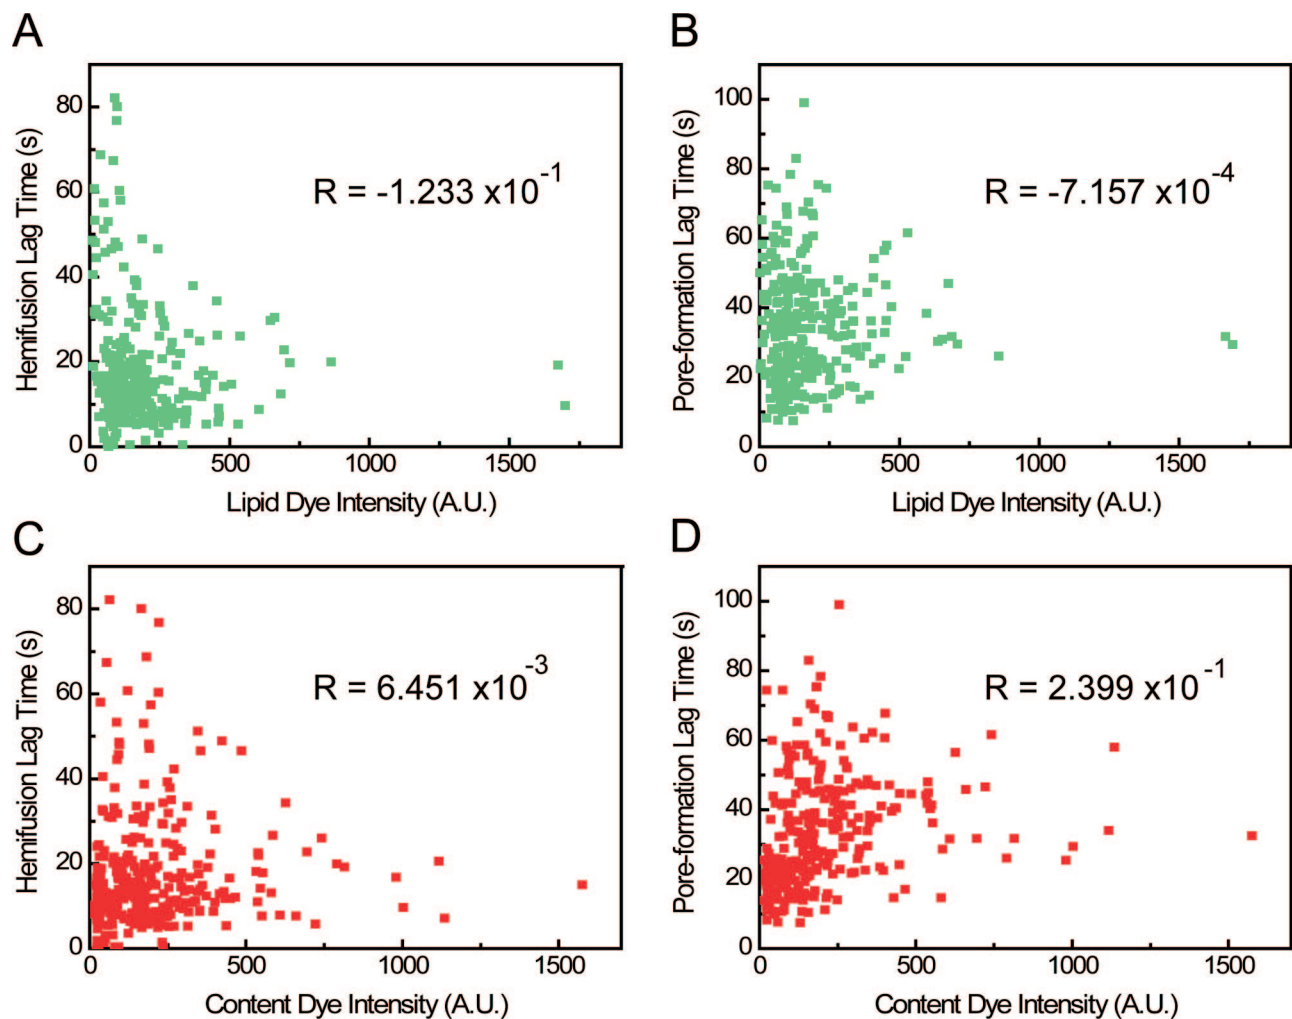 A
Hemifusion Lag Time (s)
80
60
40
20
0
R = -1.233 x10^-1
0 500 1000 1500
Lipid Dye Intensity (A.U.)
B
Pore-formation Lag Time (s)
100
80
60
40
20
0
R = -7.157 x10^-4
0 500 1000 1500
Lipid Dye Intensity (A.U.)
C
Hemifusion Lag Time (s)
80
60
40
20
0
R = 6.451 x10^-3
0 500 1000 1500
Content Dye Intensity (A.U.)
D
Pore-formation Lag Time (s)
100
80
60
40
20
0
R = 2.399 x10^-1
0 500 1000 1500
Content Dye Intensity (A.U.)